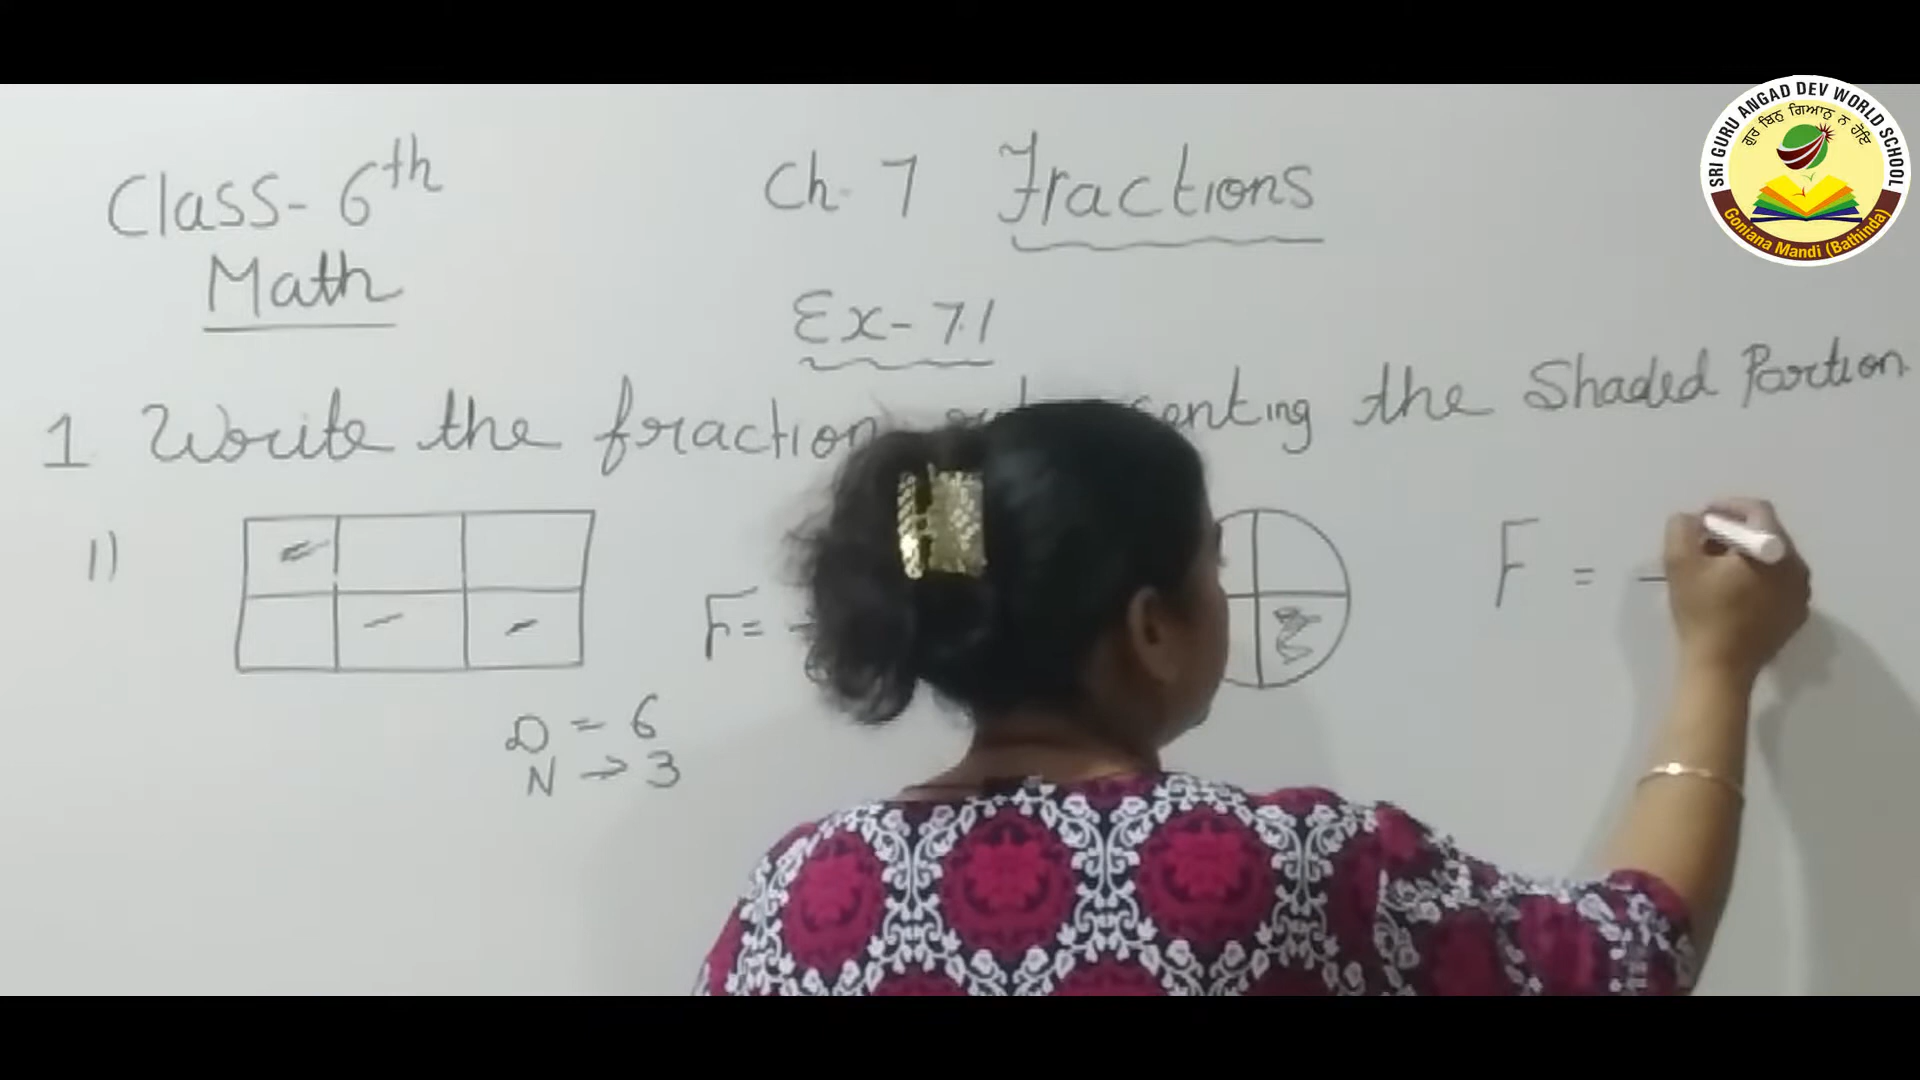 Class- 6th
Math
Ch. 7 Fractions
Ex- 7.1
1 Write the fraction the Shaded Portion.
1)
F =
D = 6
N → 3
F =
SRI GURU ANGAD DEV WORLD SCHOOL
ਗੁਰ ਬਿਨੁ ਗਿਆਨੁ ਨ ਹੋਇ
Goniana Mandi (Bathinda)